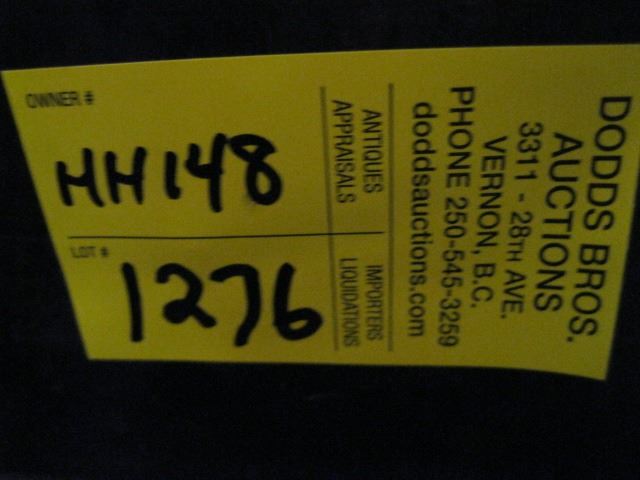 DODDS BROS.
AUCTIONS
3311 - 28TH AVE.
VERNON, B.C.
PHONE 250-545-3259
doddsauctions.com
ANTIQUES IMPORTERS
APPRAISALS LIQUIDATIONS
OWNER #
HH148
LOT #
1276